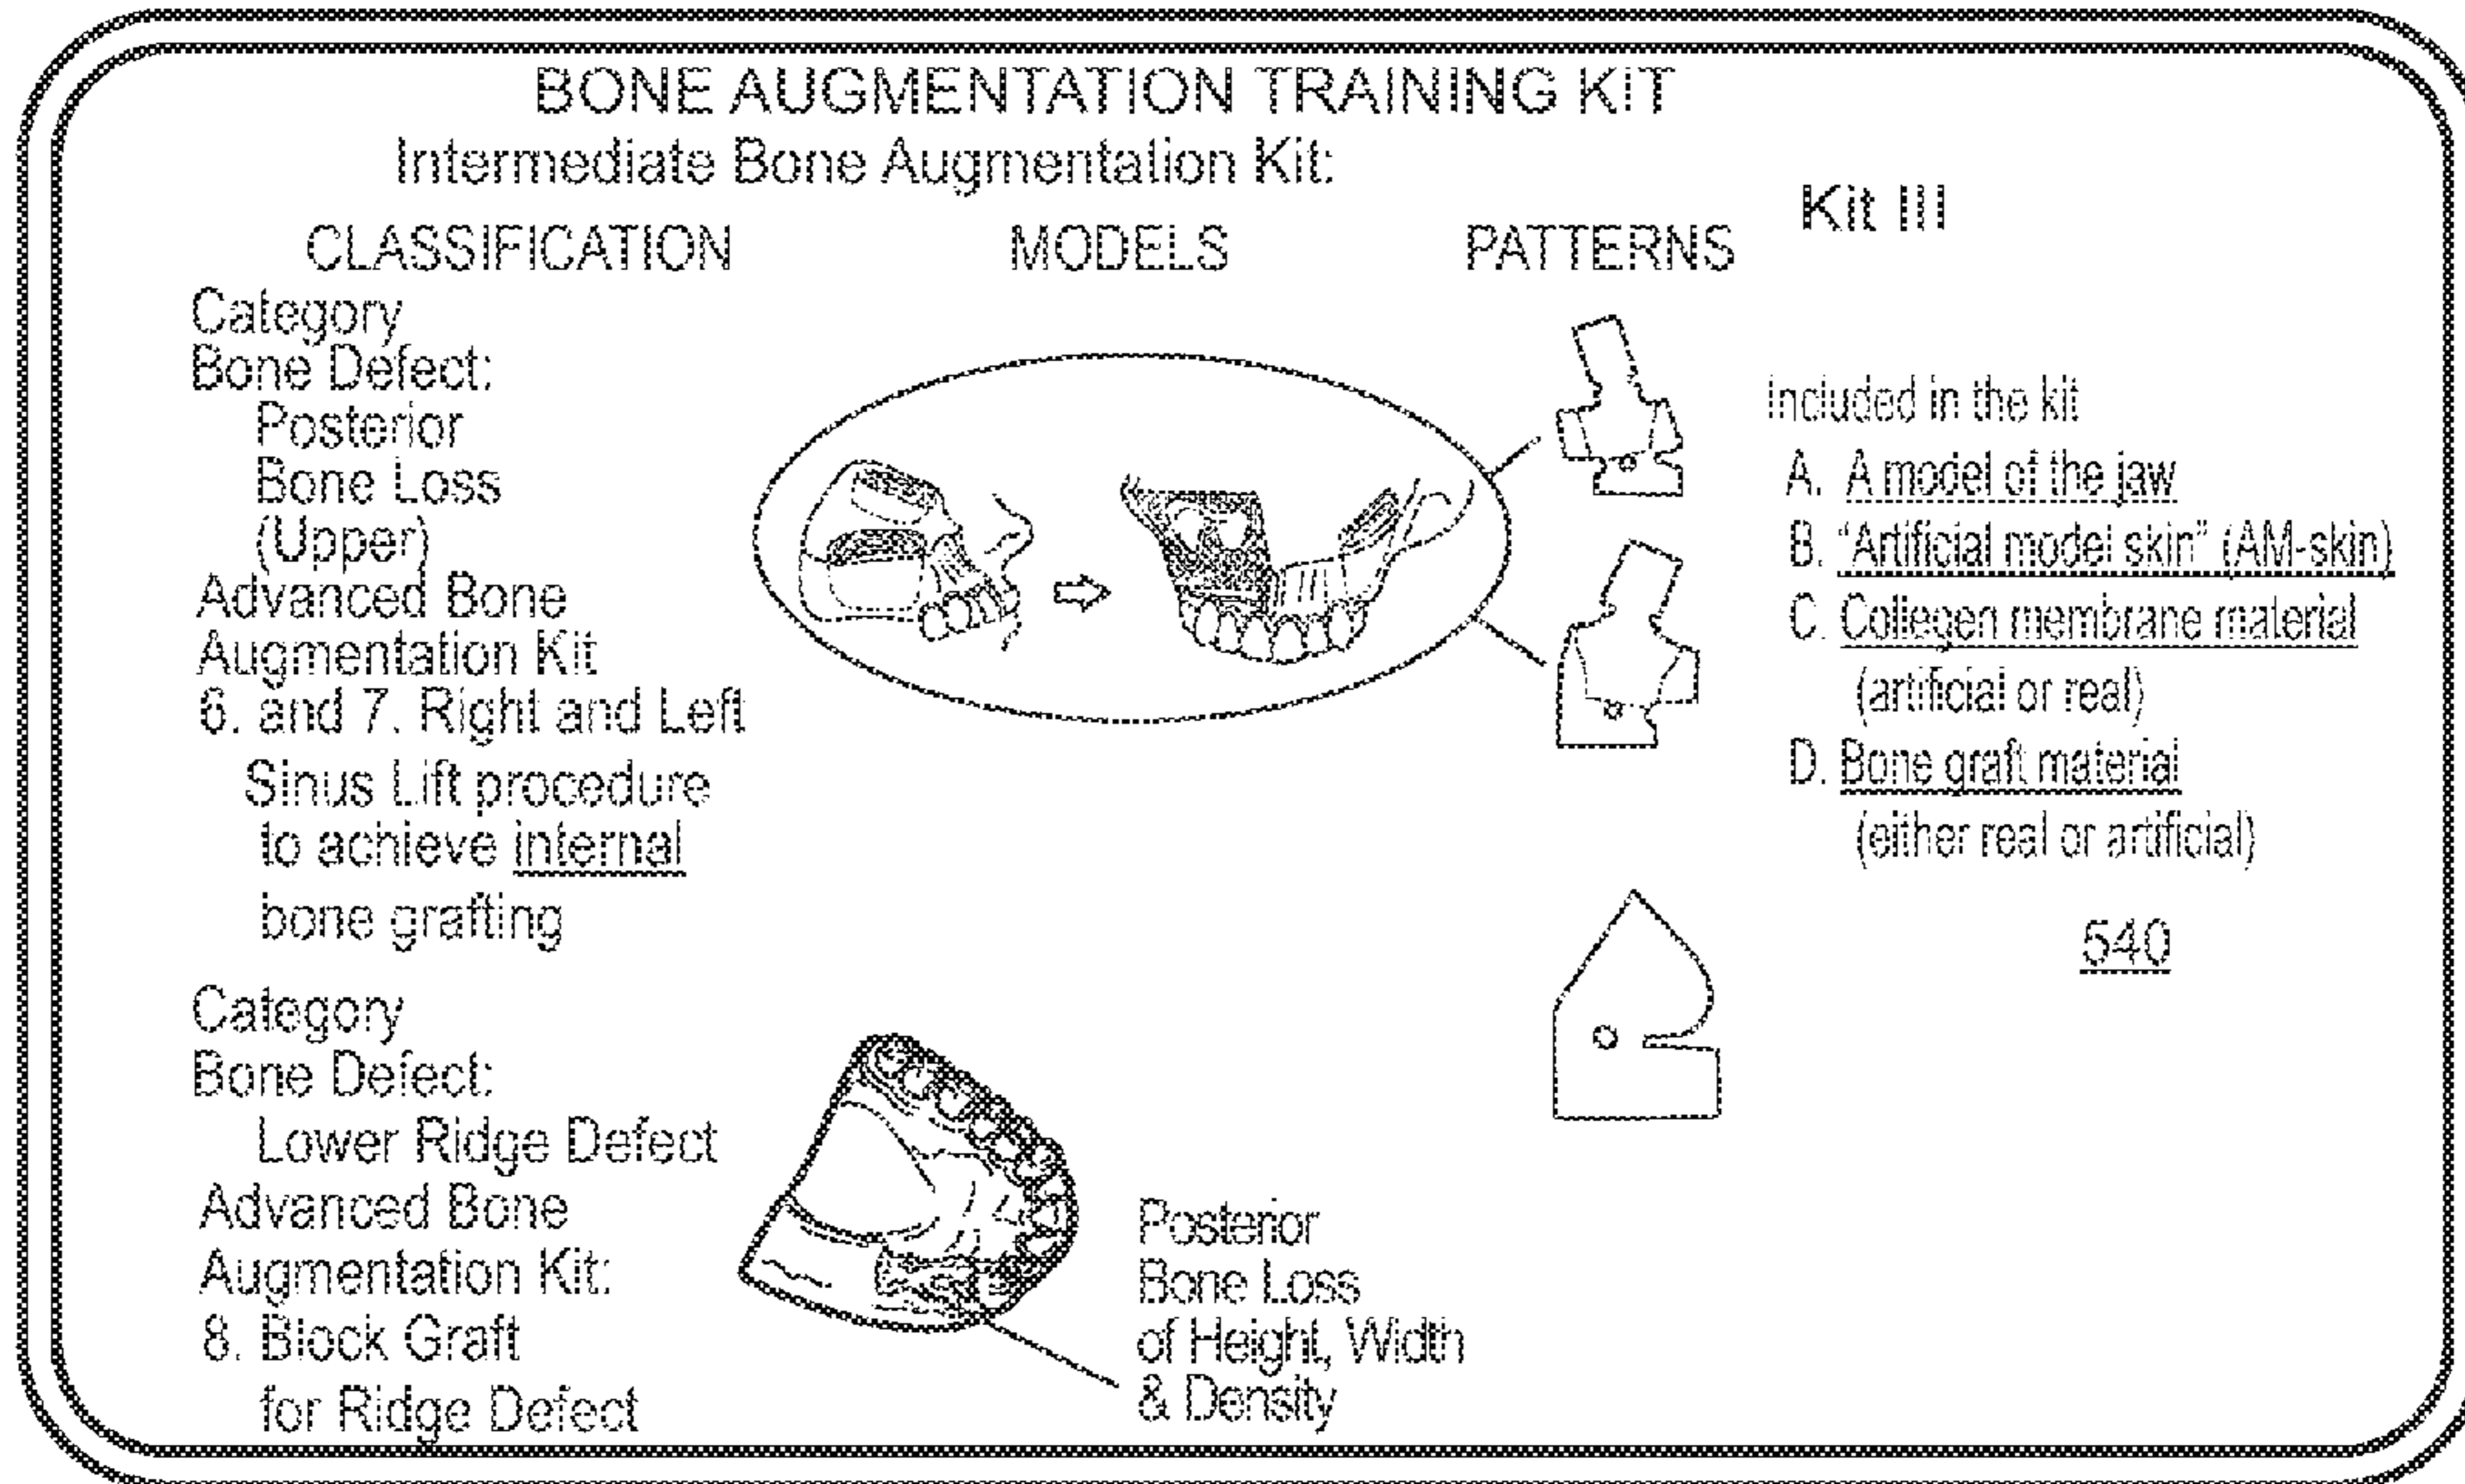 BONE AUGMENTATION TRAINING KIT
Intermediate Bone Augmentation Kit:
Kit III
CLASSIFICATION
MODELS
PATTERNS
Category
Bone Defect:
Posterior
Bone Loss
(Upper)
Advanced Bone
Augmentation Kit
6. and 7. Right and Left
Sinus Lift procedure
to achieve internal
bone grafting
included in the kit
A. A model of the jaw
B. "Artificial model skin" (AM-skin)
C. Collegen membrane material
(artificial or real)
D. Bone graft material
(either real or artificial)
540
Category
Bone Defect:
Lower Ridge Defect
Advanced Bone
Augmentation Kit:
8. Block Graft
for Ridge Defect
Posterior
Bone Loss
of Height, Width
& Density